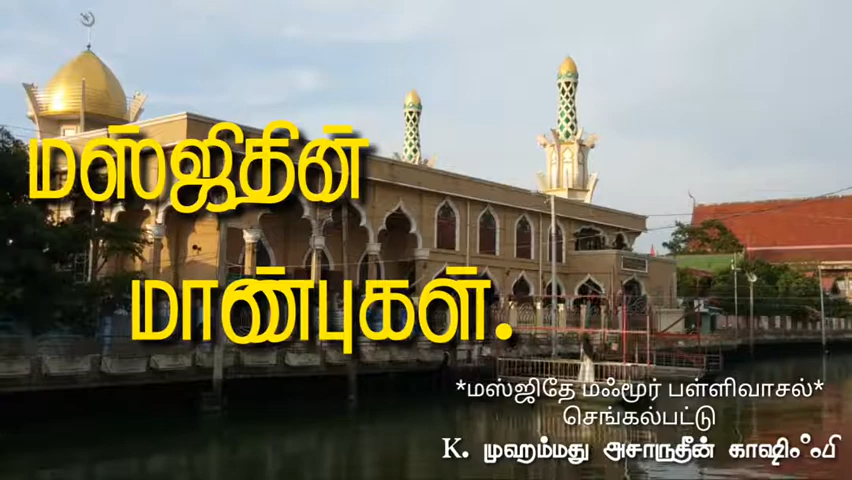 மஸ்ஜிதின்
மாண்புகள்.
*மஸ்ஜிதே மஃமூர் பள்ளிவாசல்*
செங்கல்பட்டு
K. முஹம்மது அசாருதீன் காஷிஃபி